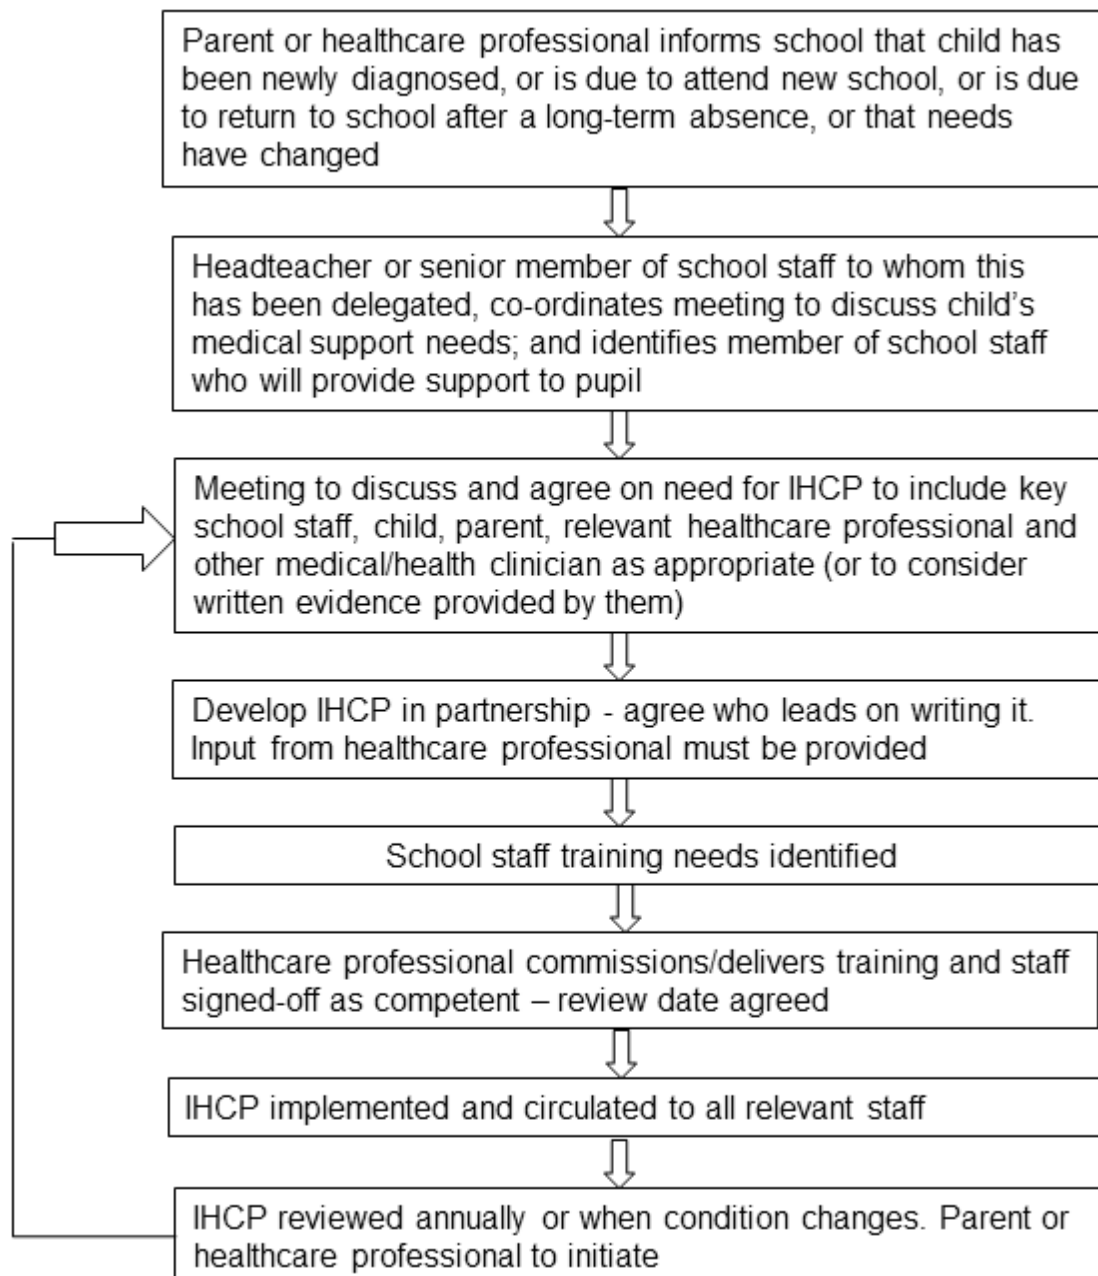 Parent or healthcare professional informs school that child has
been newly diagnosed, or is due to attend new school, or is due
to return to school after a long-term absence, or that needs
have changed
Headteacher or senior member of school staff to whom this
has been delegated, co-ordinates meeting to discuss child's
medical support needs; and identifies member of school staff
who will provide support to pupil
Meeting to discuss and agree on need for IHCP to include key
school staff, child, parent, relevant healthcare professional and
other medical/health clinician as appropriate (or to consider
written evidence provided by them)
Develop IHCP in partnership - agree who leads on writing it.
Input from healthcare professional must be provided
School staff training needs identified
Healthcare professional commissions/delivers training and staff
signed-off as competent – review date agreed
IHCP implemented and circulated to all relevant staff
IHCP reviewed annually or when condition changes. Parent or
healthcare professional to initiate